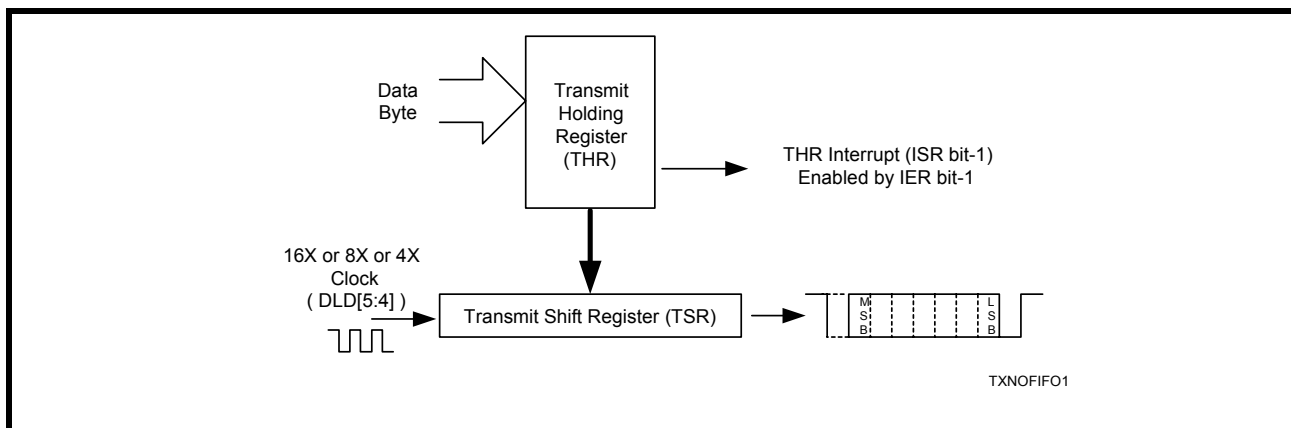 Data
Byte
Transmit
Holding
Register
(THR)
THR Interrupt (ISR bit-1)
Enabled by IER bit-1
16X or 8X or 4X
Clock
( DLD[5:4] )
Transmit Shift Register (TSR)
M
S
B
L
S
B
TXNOFIFO1